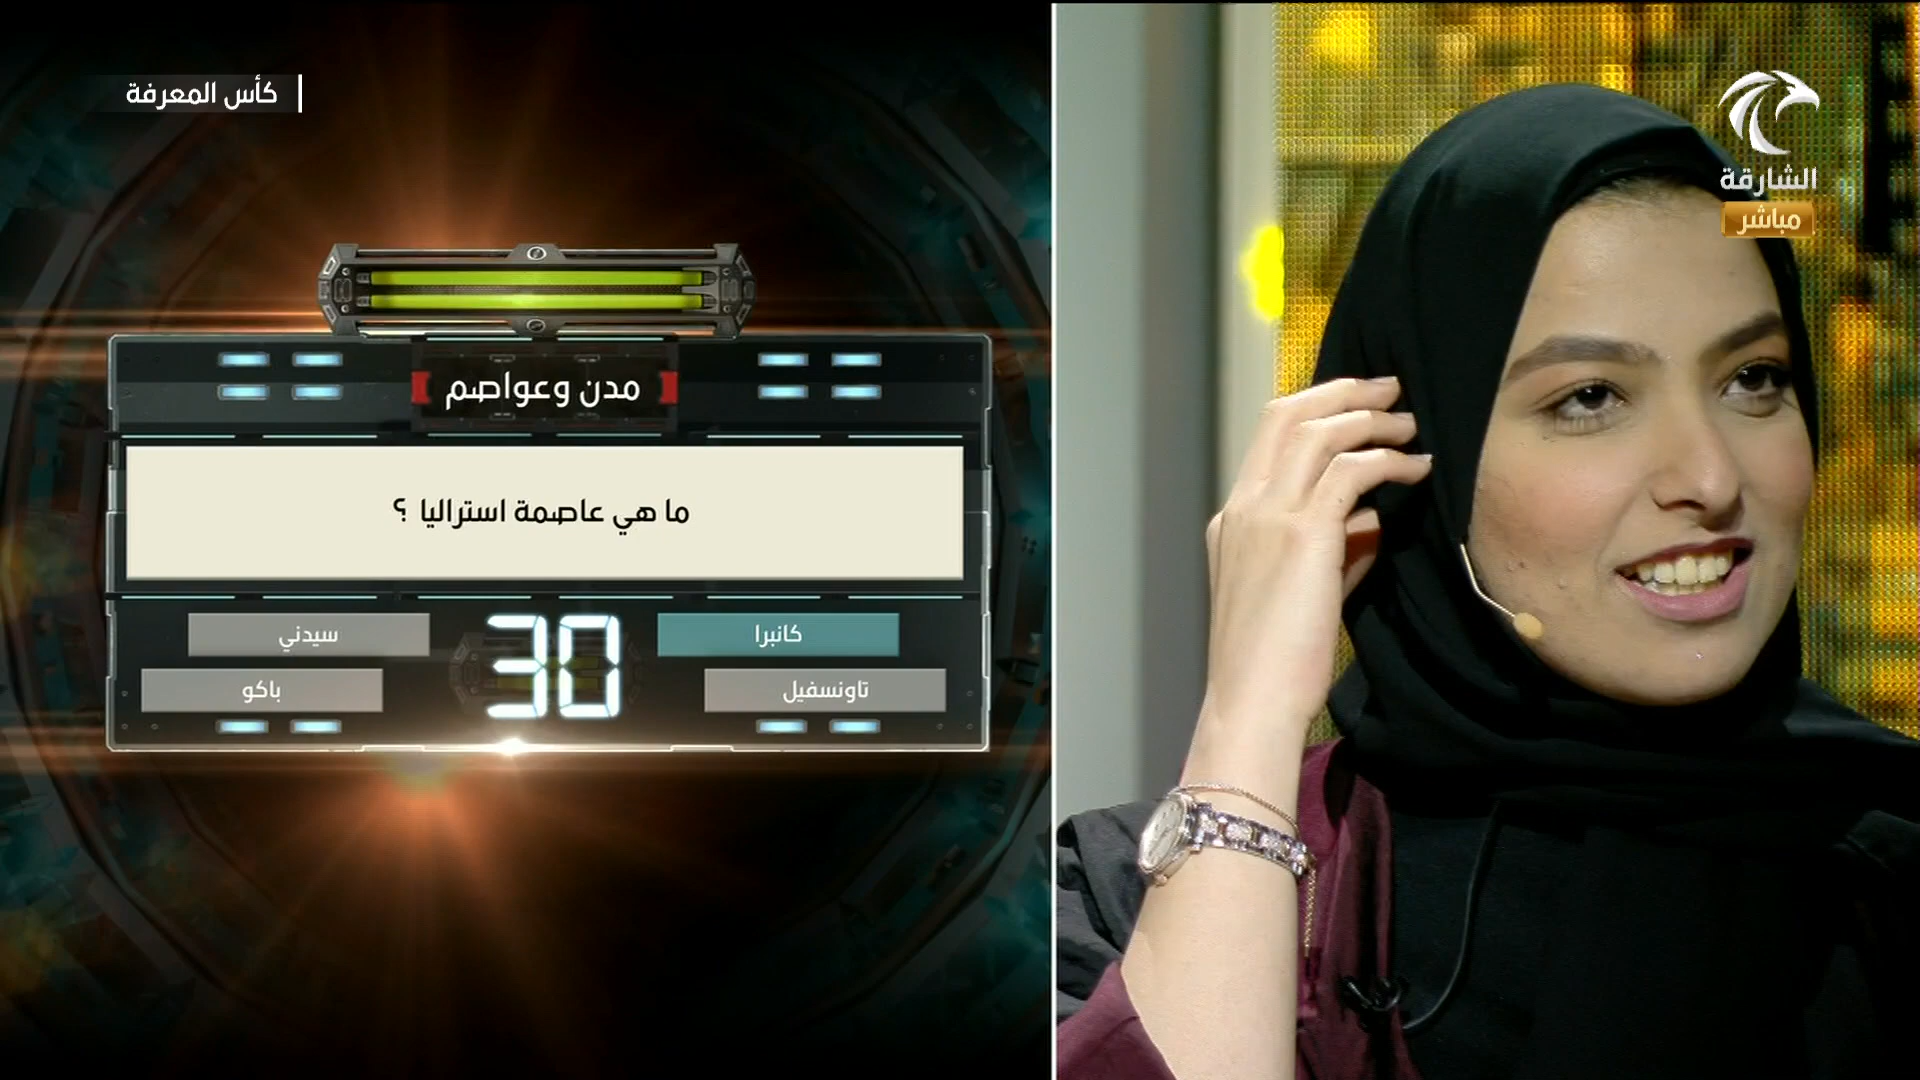 كأس المعرفة
الشارقة
مباشر
مدن وعواصم
ما هي عاصمة استراليا ؟
كانبرا
سيدني
30
تاونسفيل
باكو